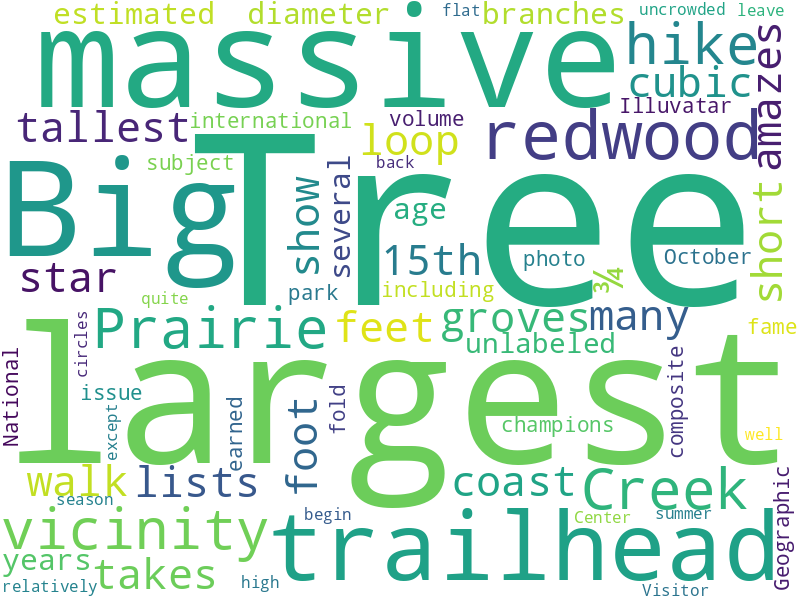 estimated
diameter
flat
branches
uncrowded
leave
massive
hike
amazes
cubic
Illuvatar
tallest
international
volume
redwood
Tree
loop
subject
back
Big
show
several
age
short
15th
photo
October
star
¾
quite
park
including
Prairie
feet
groves
many
fame
unlabeled
circles
National
largest
issue
composite
except
earned
foot
fold
champions
well
walk
lists
coast
Creek
Geographic
season
vicinity
begin
Center
summer
trailhead
years
takes
relatively
high
Visitor